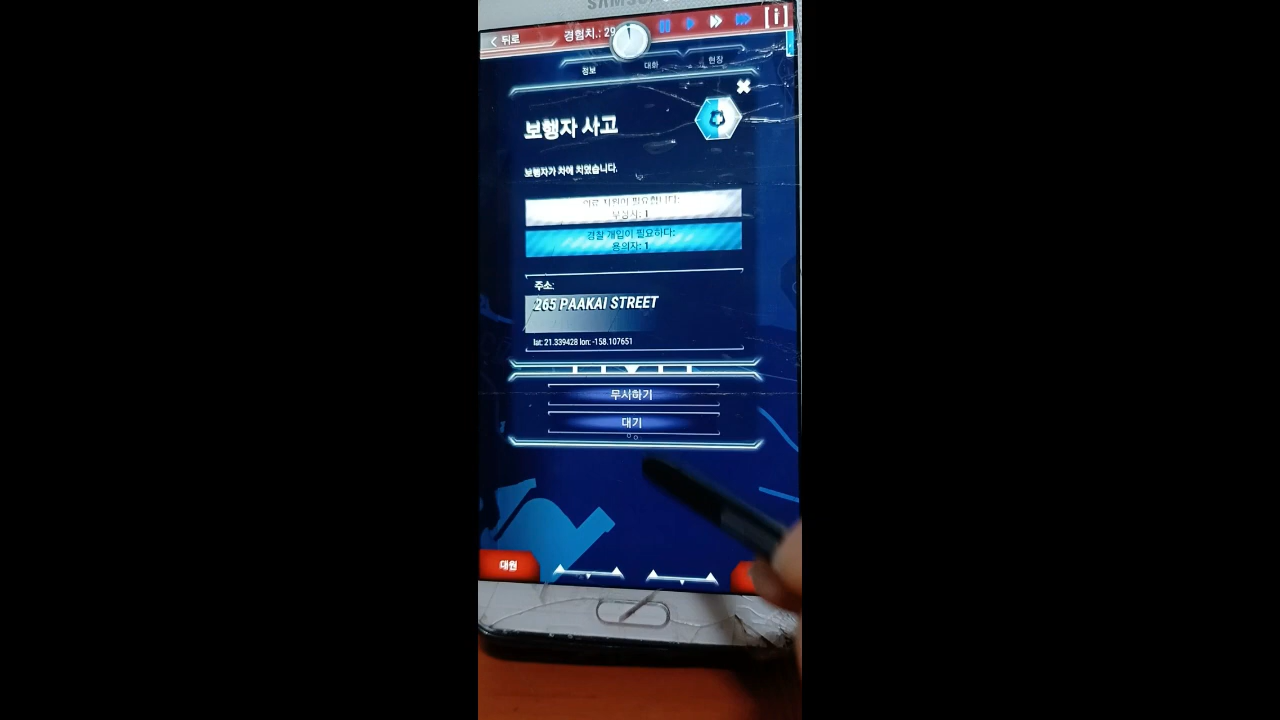 SAMSUNG
< 뒤로
경험치.: 29
[i]
정보
대화
현장
보행자 사고
보행자가 차에 치였습니다.
의료 지원이 필요합니다:
부상자: 1
경찰 개입이 필요하다:
용의자: 1
주소:
265 PAAKAI STREET
lat: 21.339428 lon: -158.107651
무시하기
대기
대원